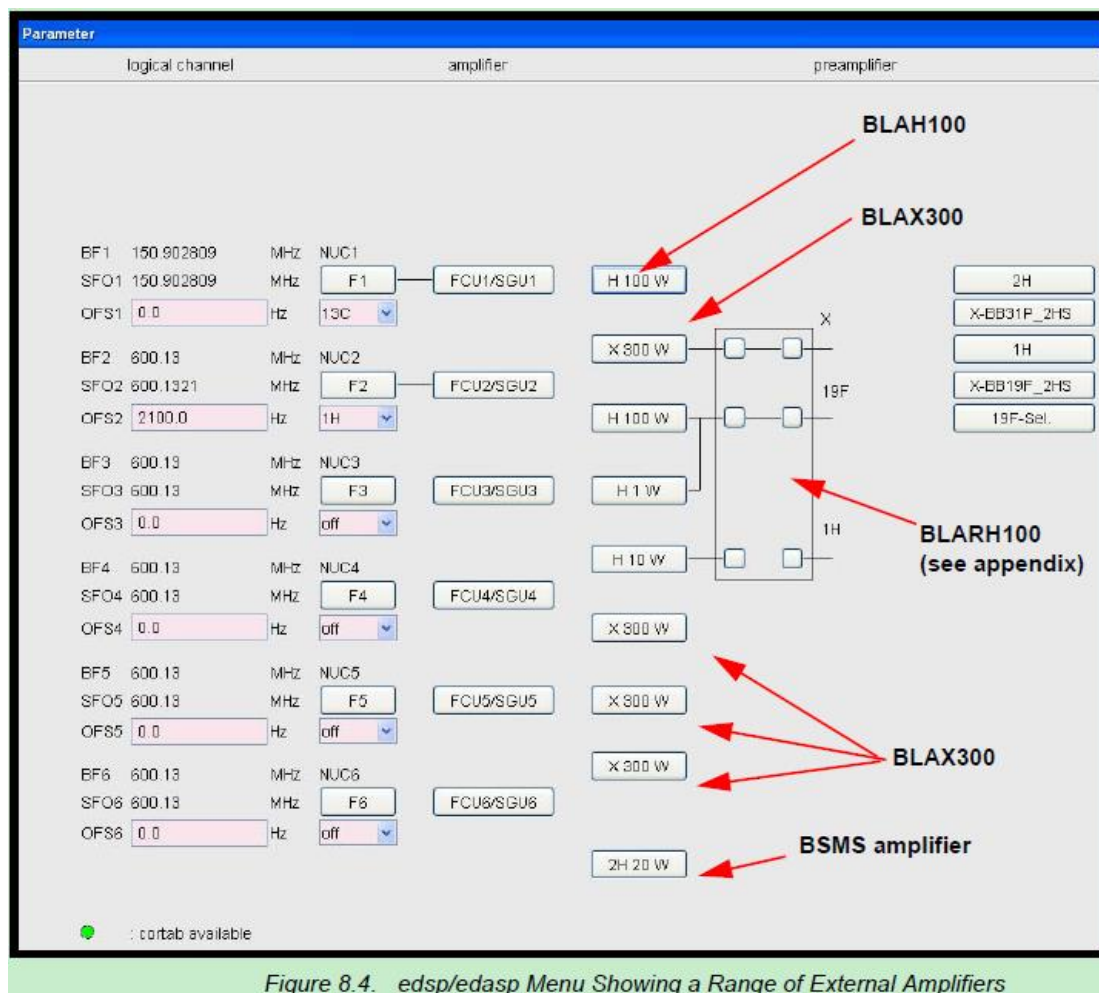 Parameter
logical channel amplifier preamplifier
BLAH100
BLAX300
BF1 150.902809 MHz NUC1
SFO1 150.902809 MHz F1 FCU1/SGU1 H 100 W 2H
OFS1 0.0 Hz 13C X X-BB31P_2HS
BF2 600.13 MHz NUC2 X 300 W 1H
SFO2 600.1321 MHz F2 FCU2/SGU2 19F X-BB19F_2HS
OFS2 2100.0 Hz 1H H 100 W 19F-Sel.
BF3 600.13 MHz NUC3
SFO3 600.13 MHz F3 FCU3/SGU3 H 1 W
OFS3 0.0 Hz off 1H BLARH100
BF4 600.13 MHz NUC4 H 10 W (see appendix)
SFO4 600.13 MHz F4 FCU4/SGU4
OFS4 0.0 Hz off X 300 W
BF5 600.13 MHz NUC5
SFO5 600.13 MHz F5 FCU5/SGU5 X 300 W
OFS5 0.0 Hz off
BF6 600.13 MHz NUC6 X 300 W BLAX300
SFO6 600.13 MHz F6 FCU6/SGU6
OFS6 0.0 Hz off
BSMS amplifier
2H 20 W
: cortab available
Figure 8.4. edsp/edasp Menu Showing a Range of External Amplifiers